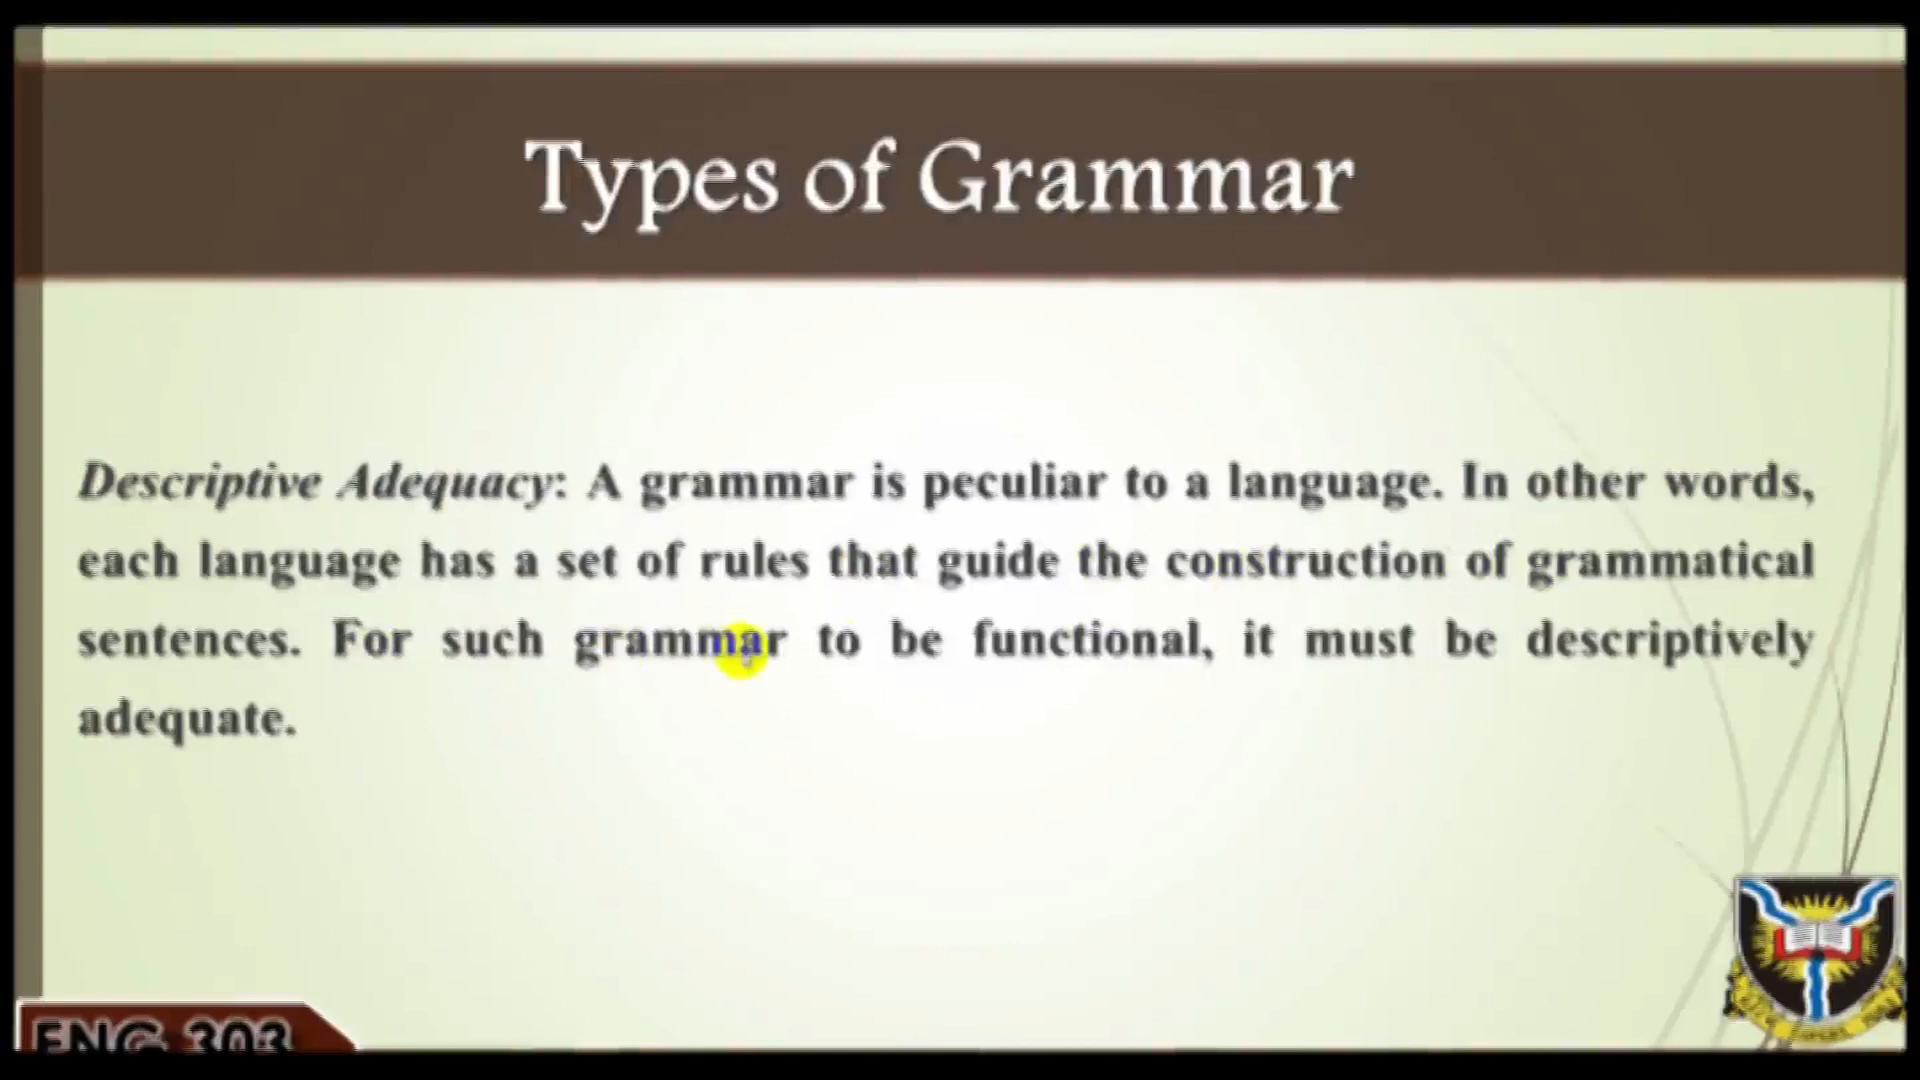 Types of Grammar
Descriptive Adequacy: A grammar is peculiar to a language. In other words,
each language has a set of rules that guide the construction of grammatical
sentences. For such grammar to be functional, it must be descriptively
adequate.
ENG 303